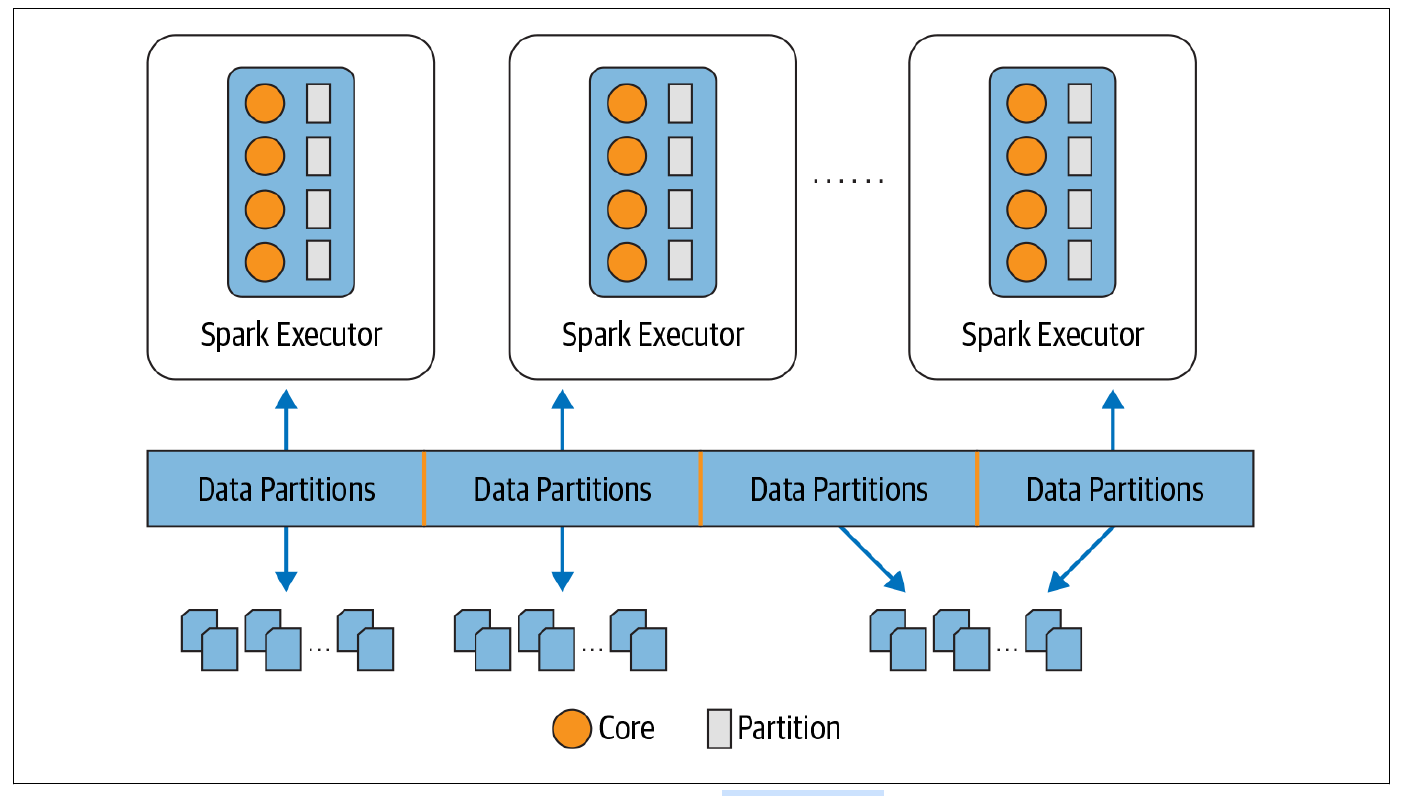 Spark Executor
Spark Executor
......
Spark Executor
Data Partitions
Data Partitions
Data Partitions
Data Partitions
...
...
...
Core
Partition